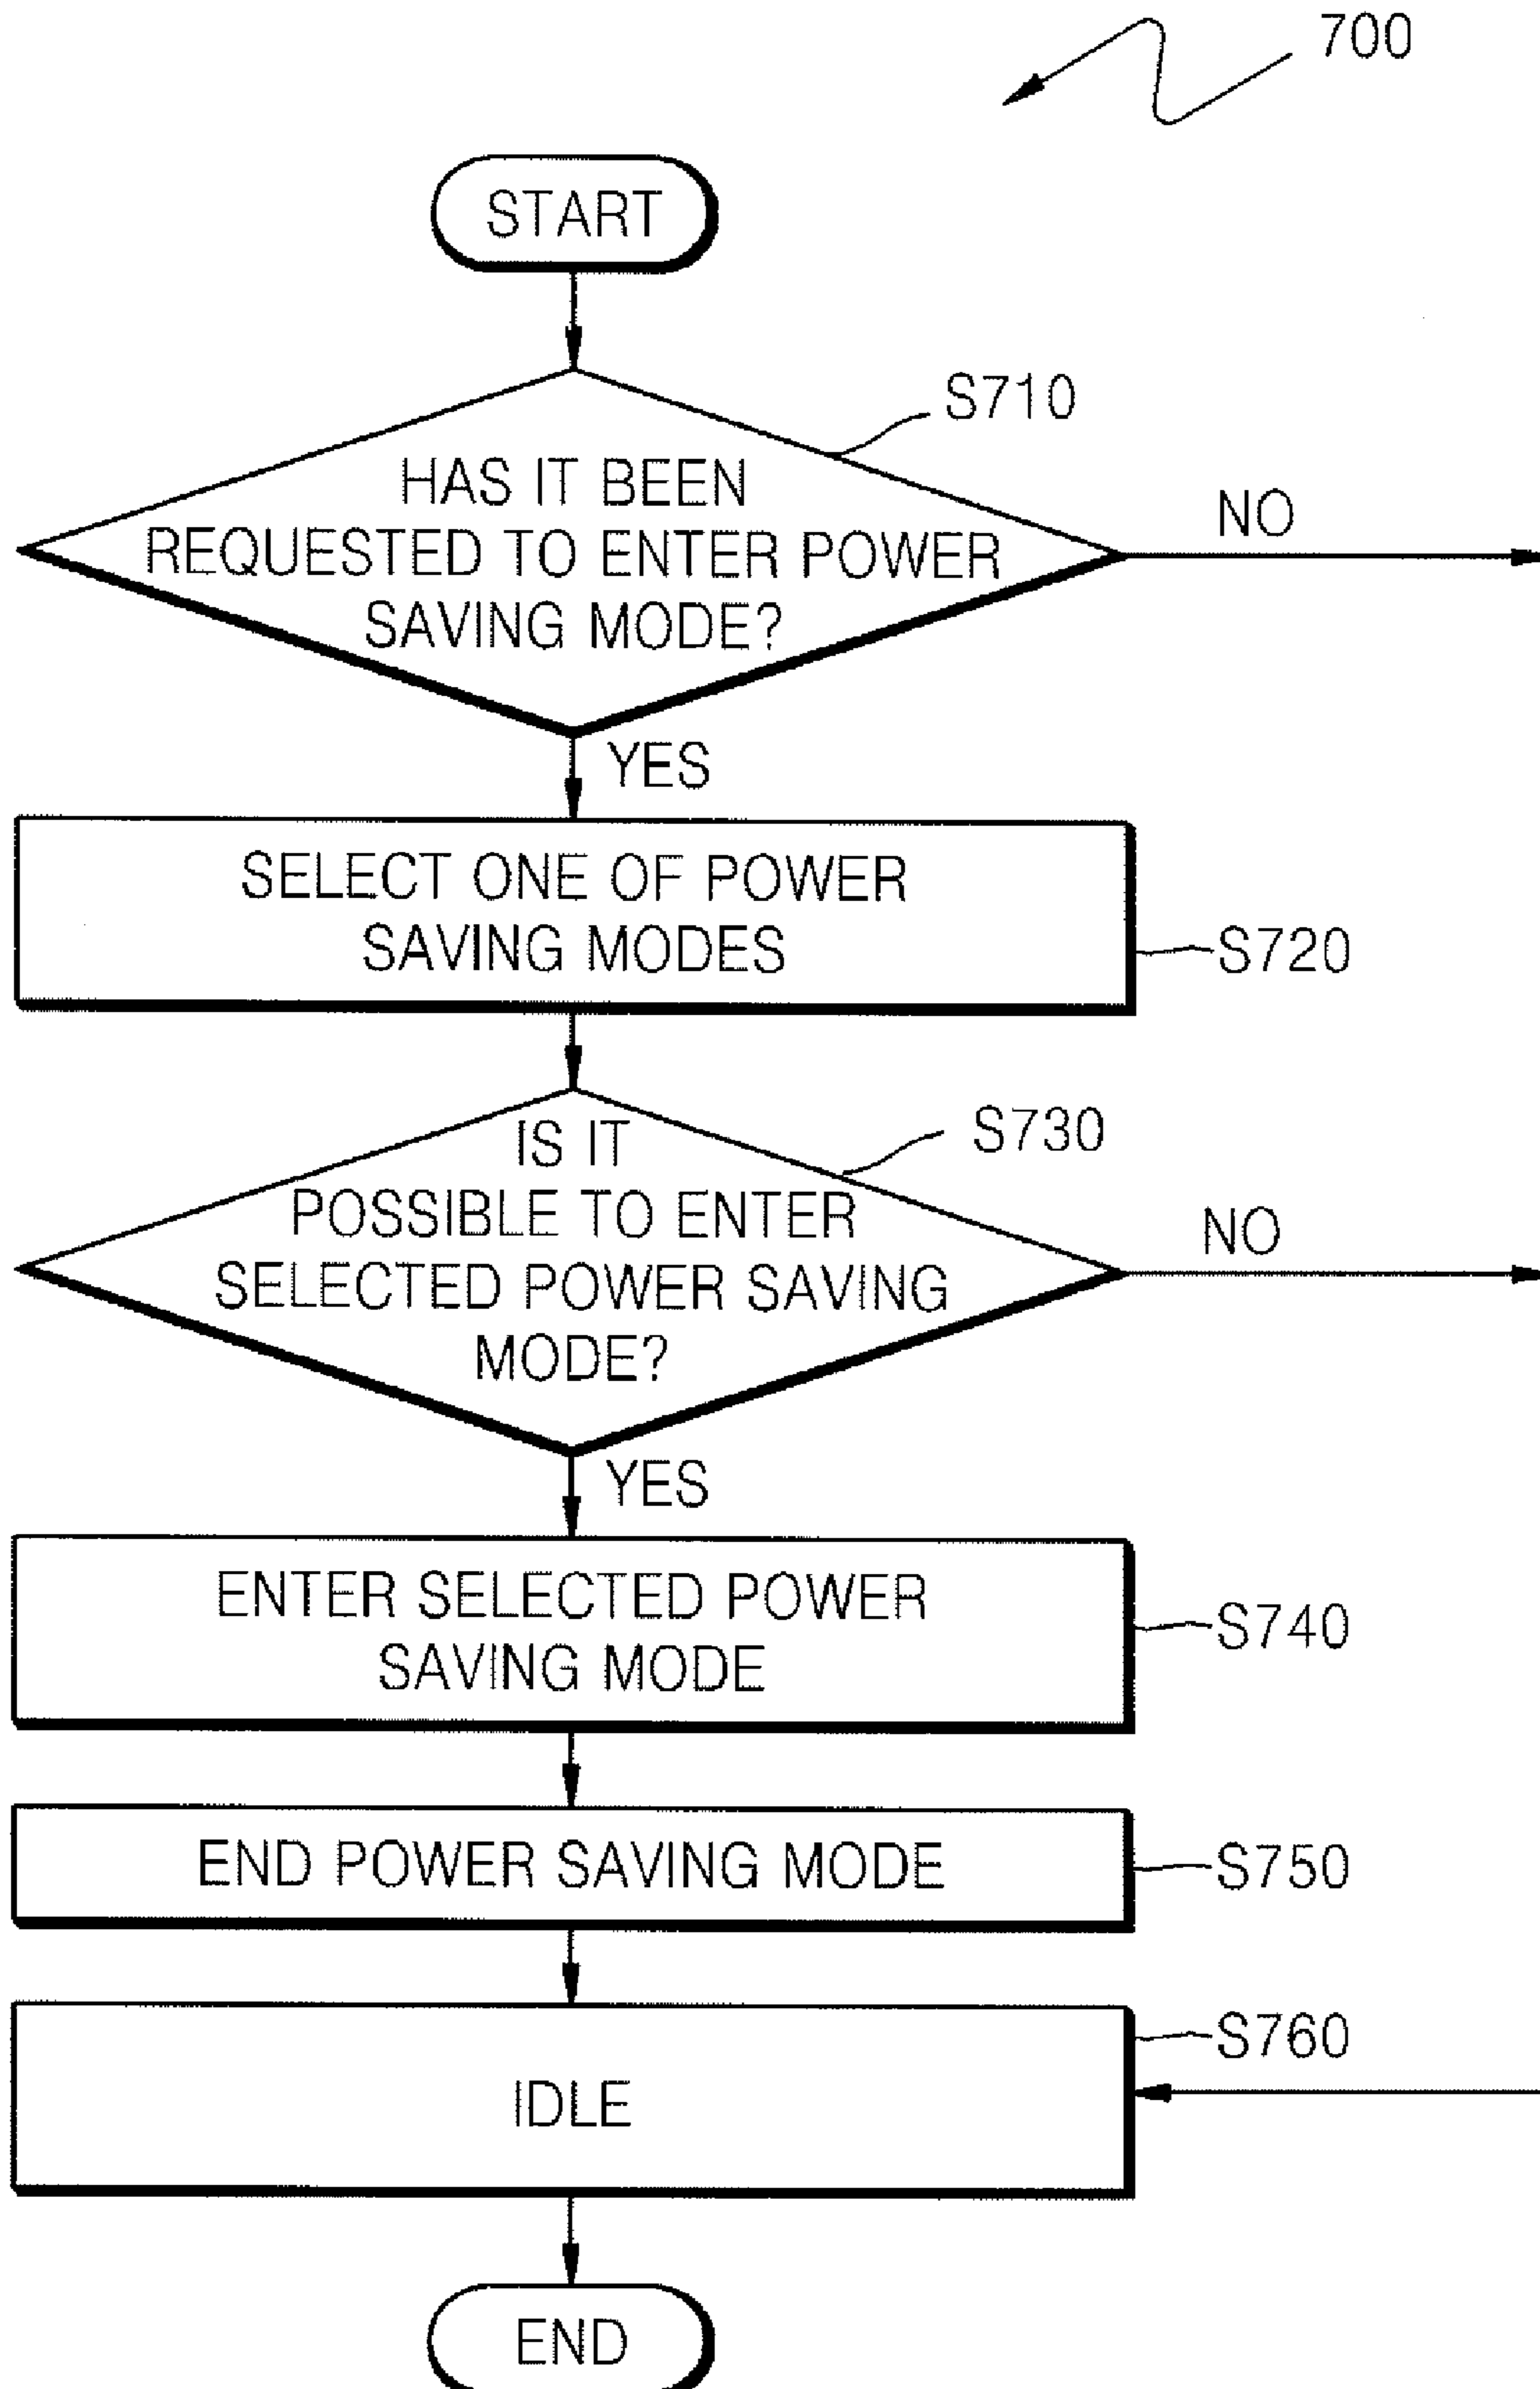 700
START
S710
HAS IT BEEN
REQUESTED TO ENTER POWER
SAVING MODE?
NO
YES
SELECT ONE OF POWER
SAVING MODES
S720
IS IT
POSSIBLE TO ENTER
SELECTED POWER SAVING
MODE?
S730
NO
YES
ENTER SELECTED POWER
SAVING MODE
S740
END POWER SAVING MODE
S750
S760
IDLE
END